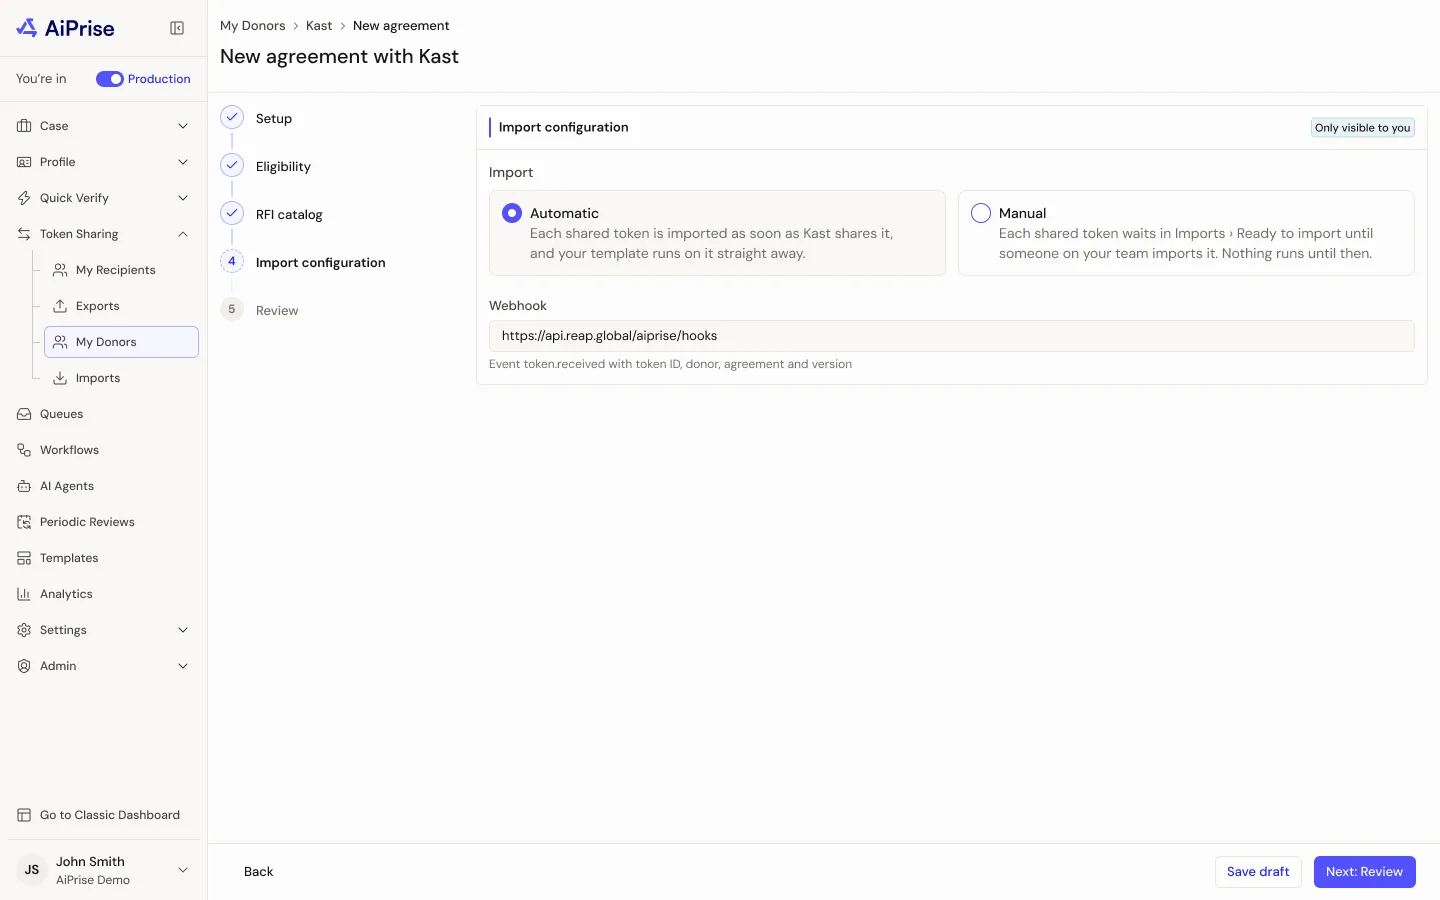 AiPrise
You're in
Production
Case
Profile
Quick Verify
Token Sharing
My Recipients
Exports
My Donors
Imports
Queues
Workflows
AI Agents
Periodic Reviews
Templates
Analytics
Settings
Admin
Go to Classic Dashboard
JS
John Smith
AiPrise Demo
My Donors > Kast > New agreement
New agreement with Kast
Setup
Eligibility
RFI catalog
4 Import configuration
5 Review
Import configuration
Only visible to you
Import
Automatic
Each shared token is imported as soon as Kast shares it,
and your template runs on it straight away.
Manual
Each shared token waits in Imports › Ready to import until
someone on your team imports it. Nothing runs until then.
Webhook
https://api.reap.global/aiprise/hooks
Event token.received with token ID, donor, agreement and version
Back
Save draft
Next: Review